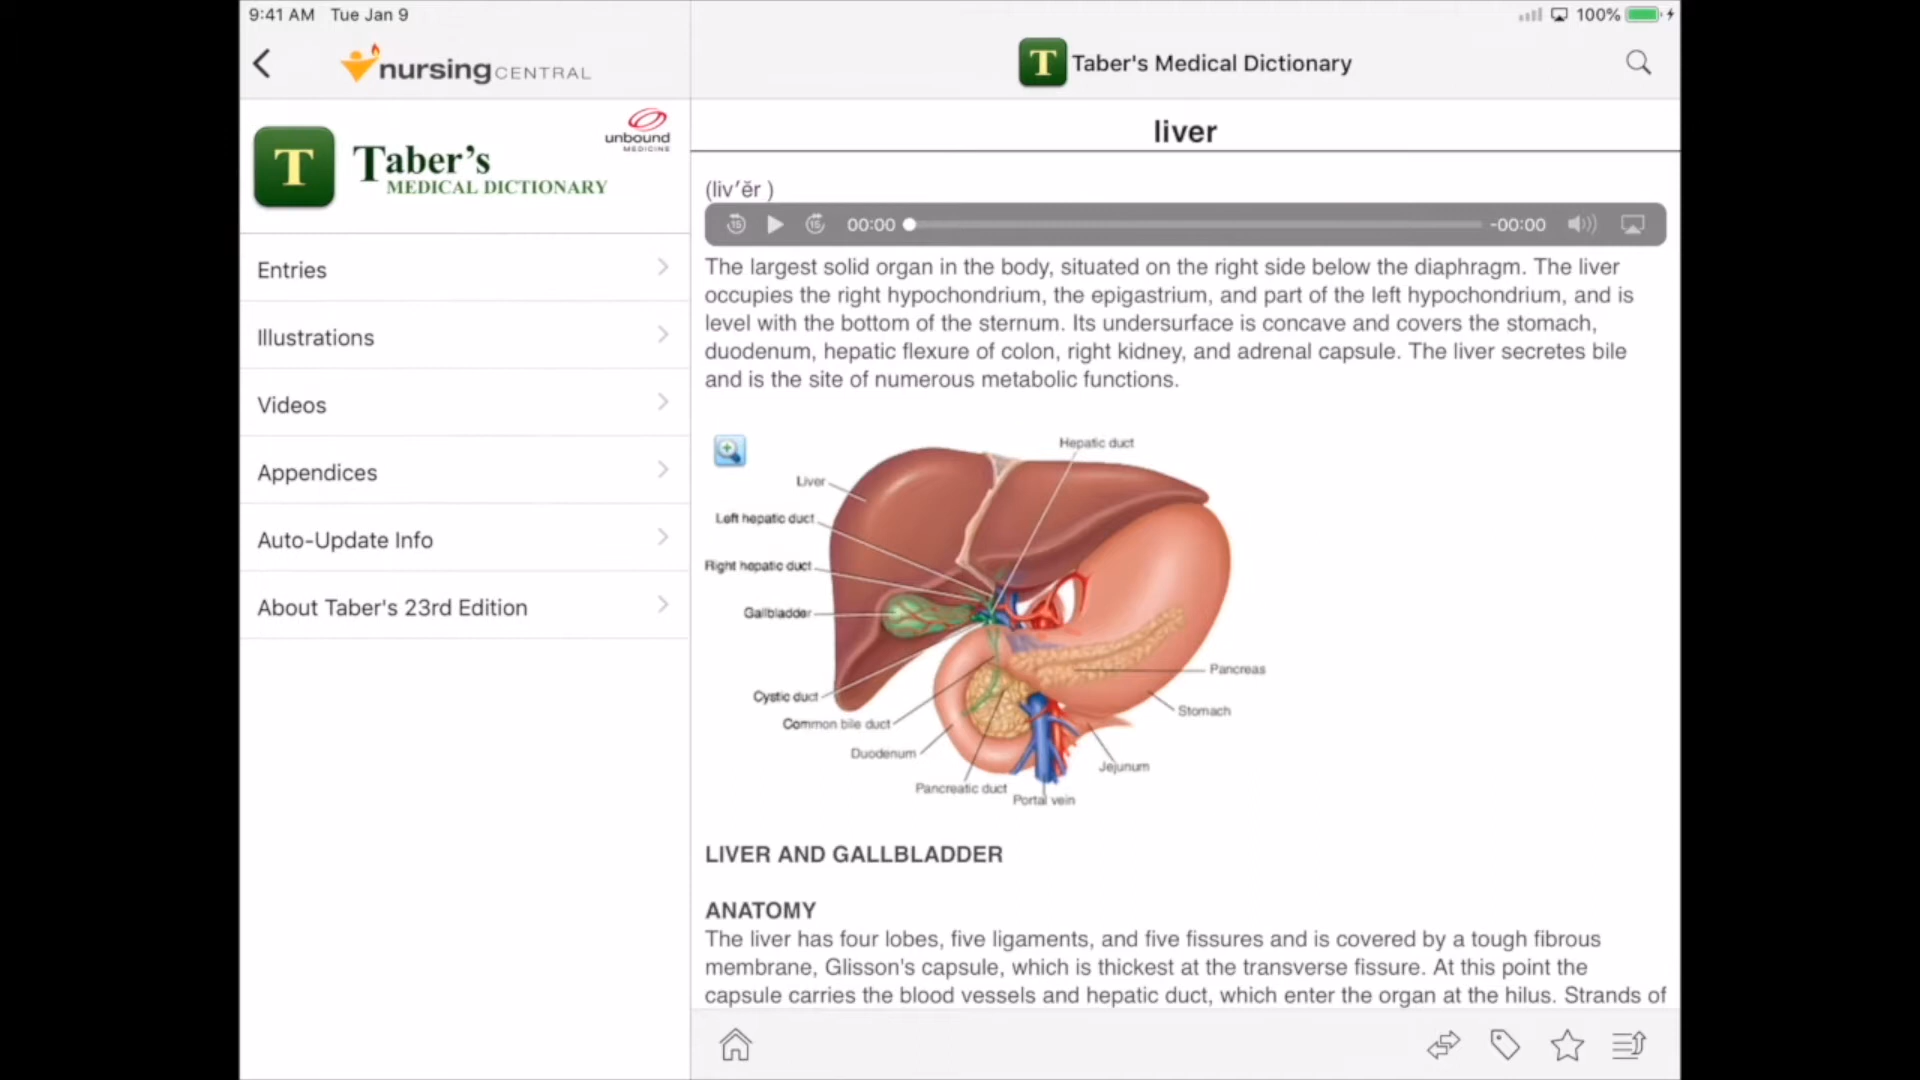 9:41 AM Tue Jan 9
100%
nursing CENTRAL
T Taber's Medical Dictionary
unbound
MEDICINE
T
Taber's
MEDICAL DICTIONARY
Entries
Illustrations
Videos
Appendices
Auto-Update Info
About Taber's 23rd Edition
liver
(liv′ĕr )
15 15 00:00 -00:00
The largest solid organ in the body, situated on the right side below the diaphragm. The liver
occupies the right hypochondrium, the epigastrium, and part of the left hypochondrium, and is
level with the bottom of the sternum. Its undersurface is concave and covers the stomach,
duodenum, hepatic flexure of colon, right kidney, and adrenal capsule. The liver secretes bile
and is the site of numerous metabolic functions.
Hepatic duct
Liver
Left hepatic duct
Right hepatic duct
Gallbladder
Pancreas
Cystic duct
Stomach
Common bile duct
Duodenum
Jejunum
Pancreatic duct
Portal vein
LIVER AND GALLBLADDER
ANATOMY
The liver has four lobes, five ligaments, and five fissures and is covered by a tough fibrous
membrane, Glisson's capsule, which is thickest at the transverse fissure. At this point the
capsule carries the blood vessels and hepatic duct, which enter the organ at the hilus. Strands of